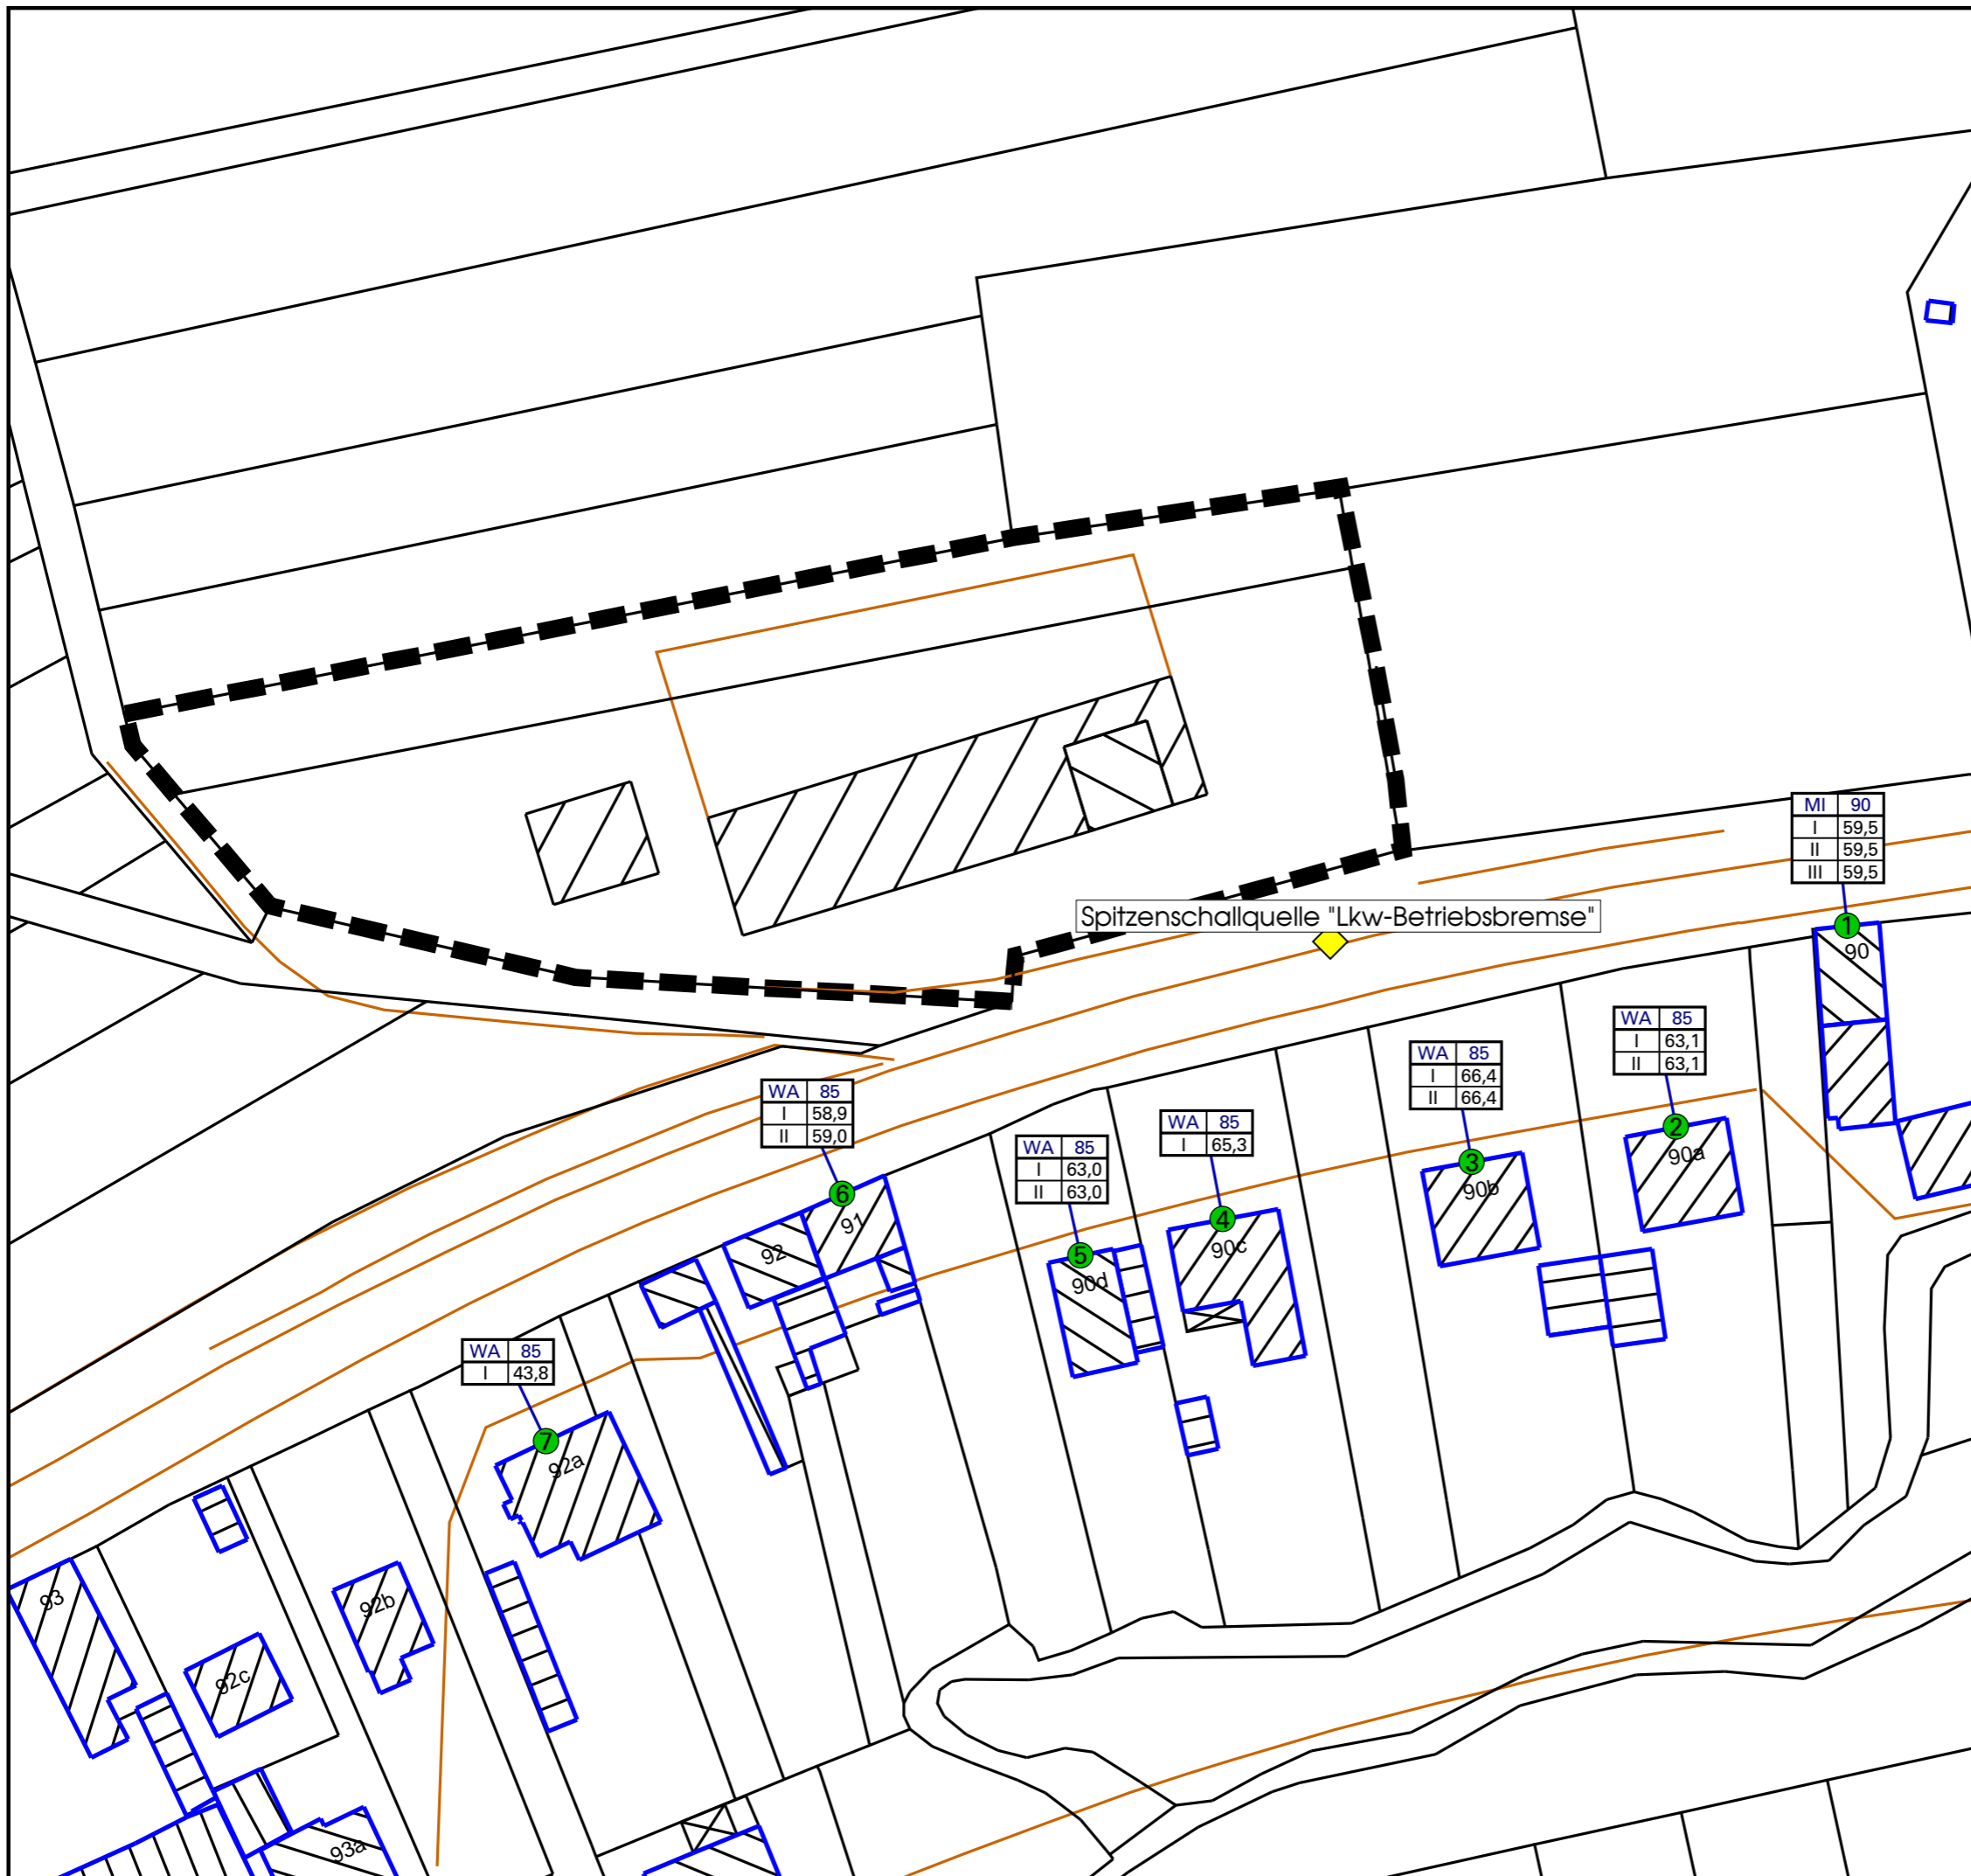 MI 90
I 59,5
II 59,5
III 59,5
Spitzenschallquelle "Lkw-Betriebsbremse"
1
90
WA 85
I 63,1
II 63,1
WA 85
I 66,4
II 66,4
WA 85
I 58,9
II 59,0
WA 85
I 65,3
WA 85
I 63,0
II 63,0
2
90a
3
90b
6
91
4
90c
92
5
90d
WA 85
I 43,8
7
92a
93
92b
92c
93a